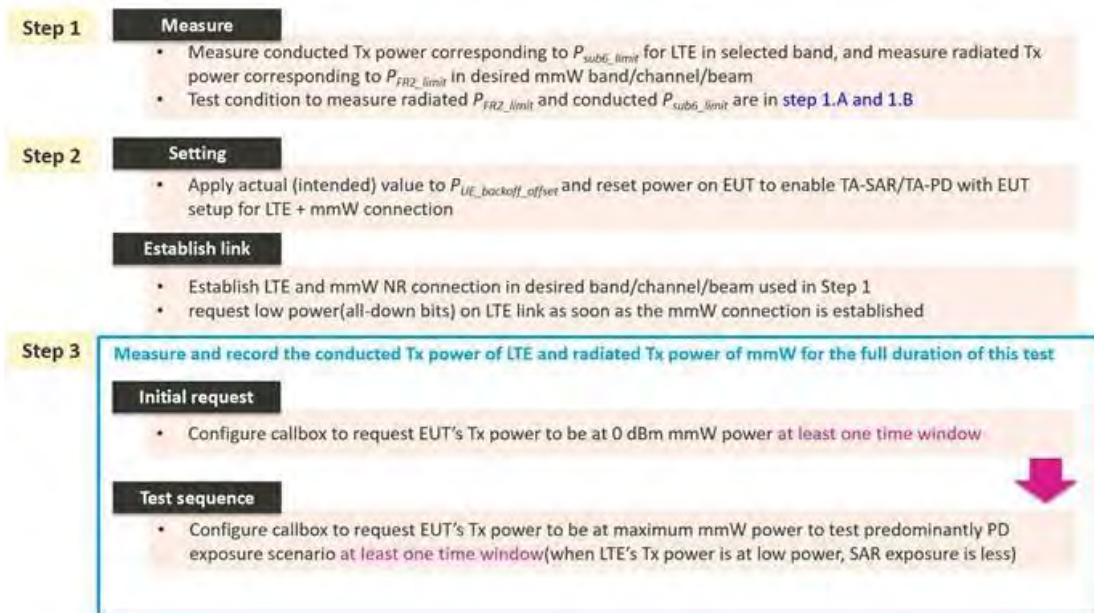 Step 1
Measure
• Measure conducted Tx power corresponding to Psub6_limit for LTE in selected band, and measure radiated Tx
power corresponding to PFR2_limit in desired mmW band/channel/beam
• Test condition to measure radiated PFR2_limit and conducted Psub6_limit are in step 1.A and 1.B
Step 2
Setting
• Apply actual (intended) value to PUE_backoff_offset and reset power on EUT to enable TA-SAR/TA-PD with EUT
setup for LTE + mmW connection
Establish link
• Establish LTE and mmW NR connection in desired band/channel/beam used in Step 1
• request low power(all-down bits) on LTE link as soon as the mmW connection is established
Step 3
Measure and record the conducted Tx power of LTE and radiated Tx power of mmW for the full duration of this test
Initial request
• Configure callbox to request EUT's Tx power to be at 0 dBm mmW power at least one time window
Test sequence
• Configure callbox to request EUT's Tx power to be at maximum mmW power to test predominantly PD
exposure scenario at least one time window(when LTE's Tx power is at low power, SAR exposure is less)